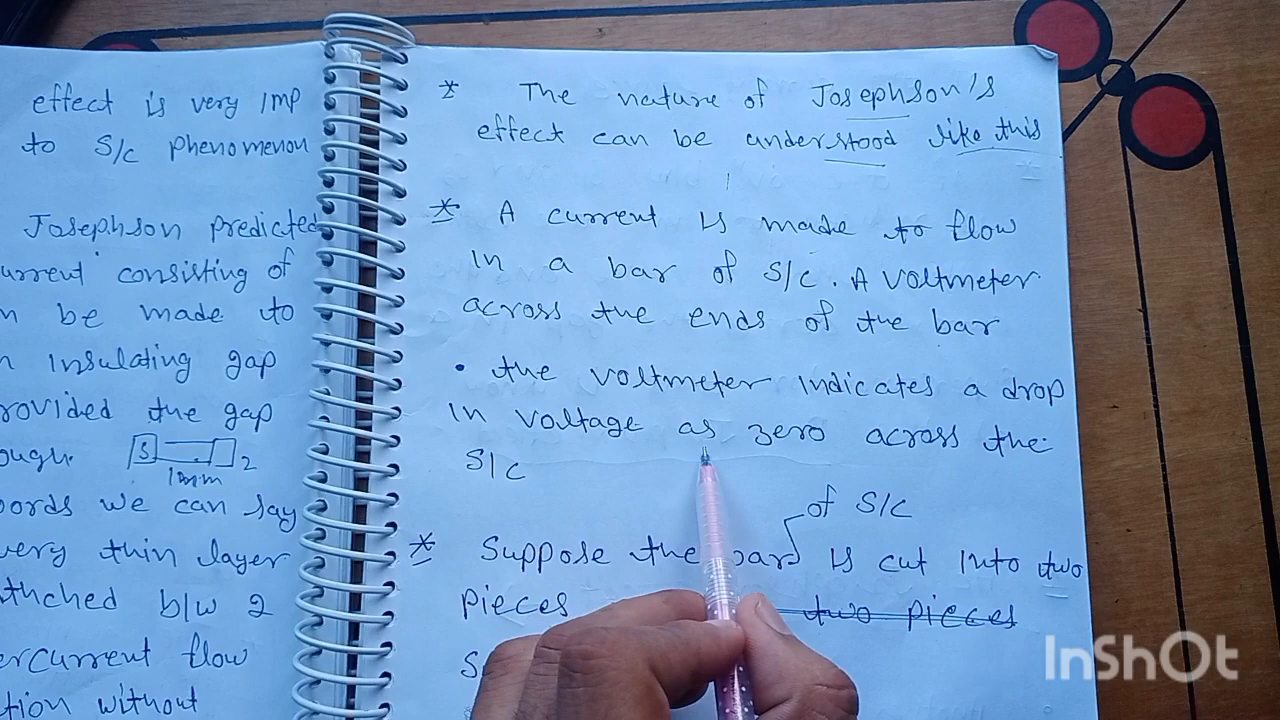 effect is very Imp
to S/c phenomenon
Josephson predicted
urrent consisting of
n be made to
n Insulating gap
rovided the gap
ough. S 2
1mm
words we can say
very thin layer
thched b/w 2
ercurrent flow
tion without
* The nature of Josephson's
effect can be understood like this
* A current is made to flow
in a bar of S/c. A Voltmeter
across the ends of the bar
• the voltmeter indicates a drop
in voltage as zero across the
S/c
of S/c
* Suppose the bar is cut into two
pieces two pieces
InShOt